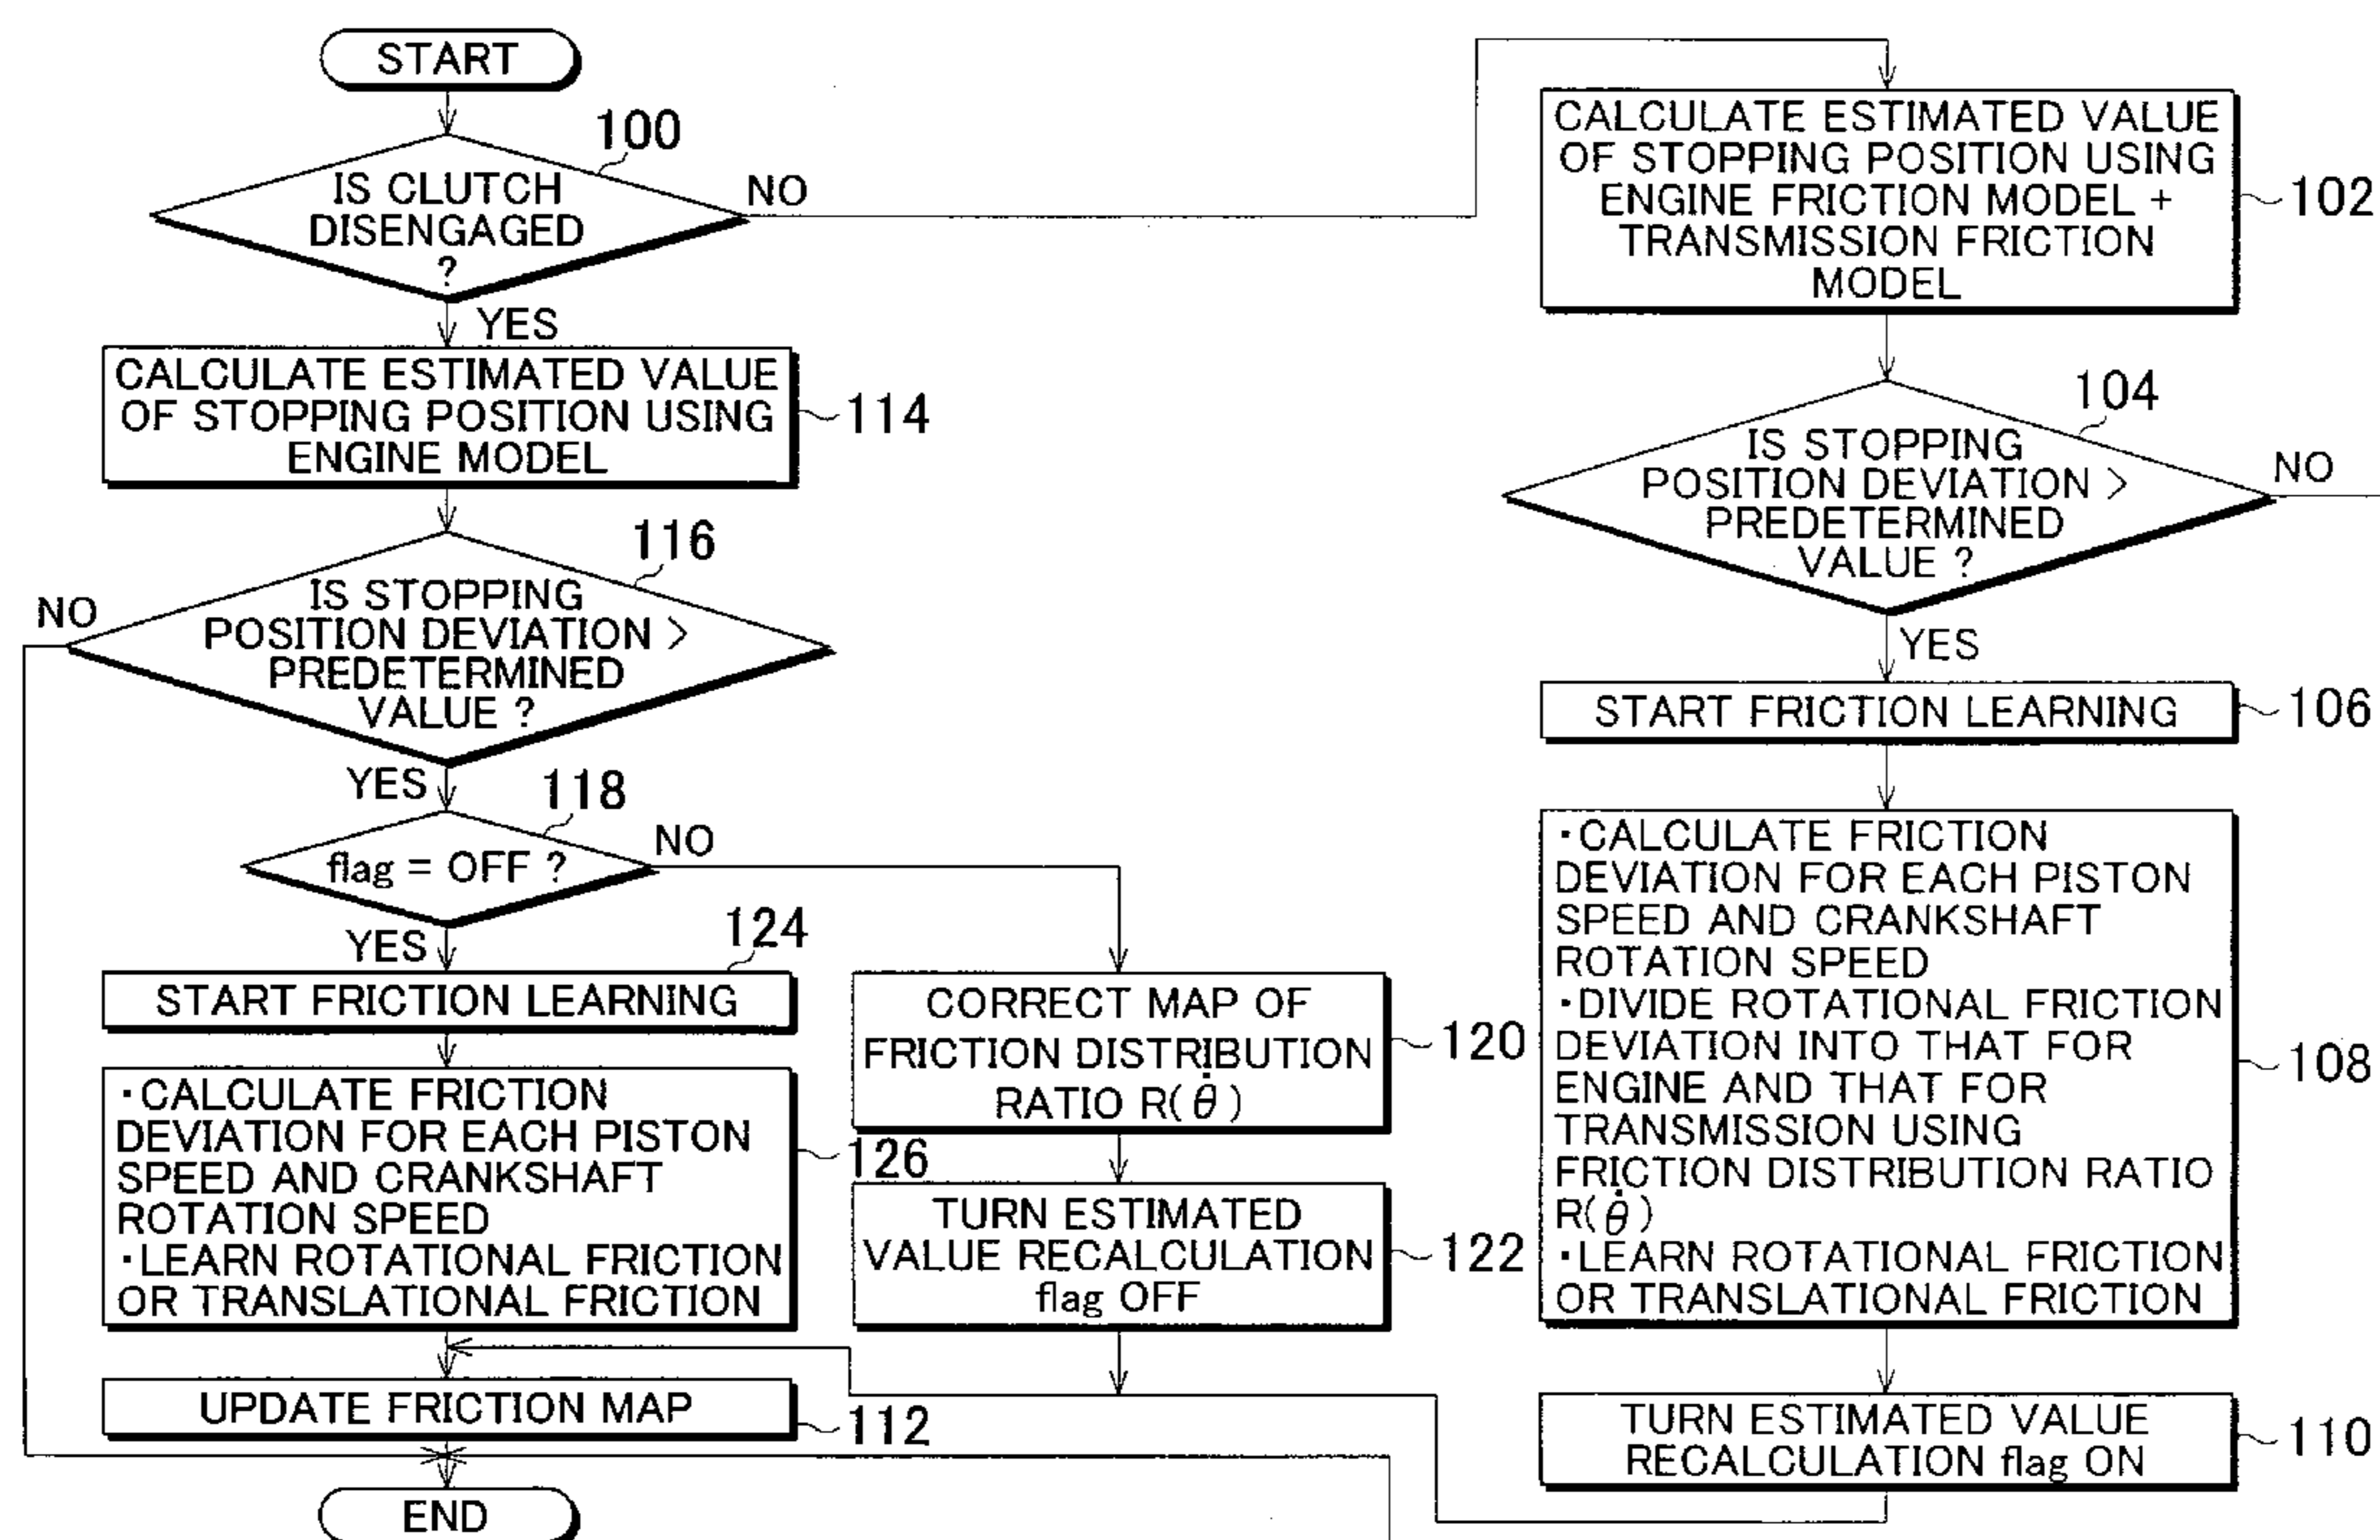 START
100
IS CLUTCH
DISENGAGED
?
NO
YES
CALCULATE ESTIMATED VALUE
OF STOPPING POSITION USING
ENGINE MODEL
114
116
IS STOPPING
POSITION DEVIATION >
PREDETERMINED
VALUE ?
NO
YES
118
flag = OFF ?
NO
YES
124
START FRICTION LEARNING
・CALCULATE FRICTION
DEVIATION FOR EACH PISTON
SPEED AND CRANKSHAFT
ROTATION SPEED
・LEARN ROTATIONAL FRICTION
OR TRANSLATIONAL FRICTION
126
UPDATE FRICTION MAP
112
END
CORRECT MAP OF
FRICTION DISTRIBUTION
RATIO R(θ̇)
120
TURN ESTIMATED
VALUE RECALCULATION
flag OFF
122
CALCULATE ESTIMATED VALUE
OF STOPPING POSITION USING
ENGINE FRICTION MODEL +
TRANSMISSION FRICTION
MODEL
102
104
IS STOPPING
POSITION DEVIATION >
PREDETERMINED
VALUE ?
NO
YES
START FRICTION LEARNING
106
・CALCULATE FRICTION
DEVIATION FOR EACH PISTON
SPEED AND CRANKSHAFT
ROTATION SPEED
・DIVIDE ROTATIONAL FRICTION
DEVIATION INTO THAT FOR
ENGINE AND THAT FOR
TRANSMISSION USING
FRICTION DISTRIBUTION RATIO
R(θ̇)
・LEARN ROTATIONAL FRICTION
OR TRANSLATIONAL FRICTION
108
TURN ESTIMATED VALUE
RECALCULATION flag ON
110